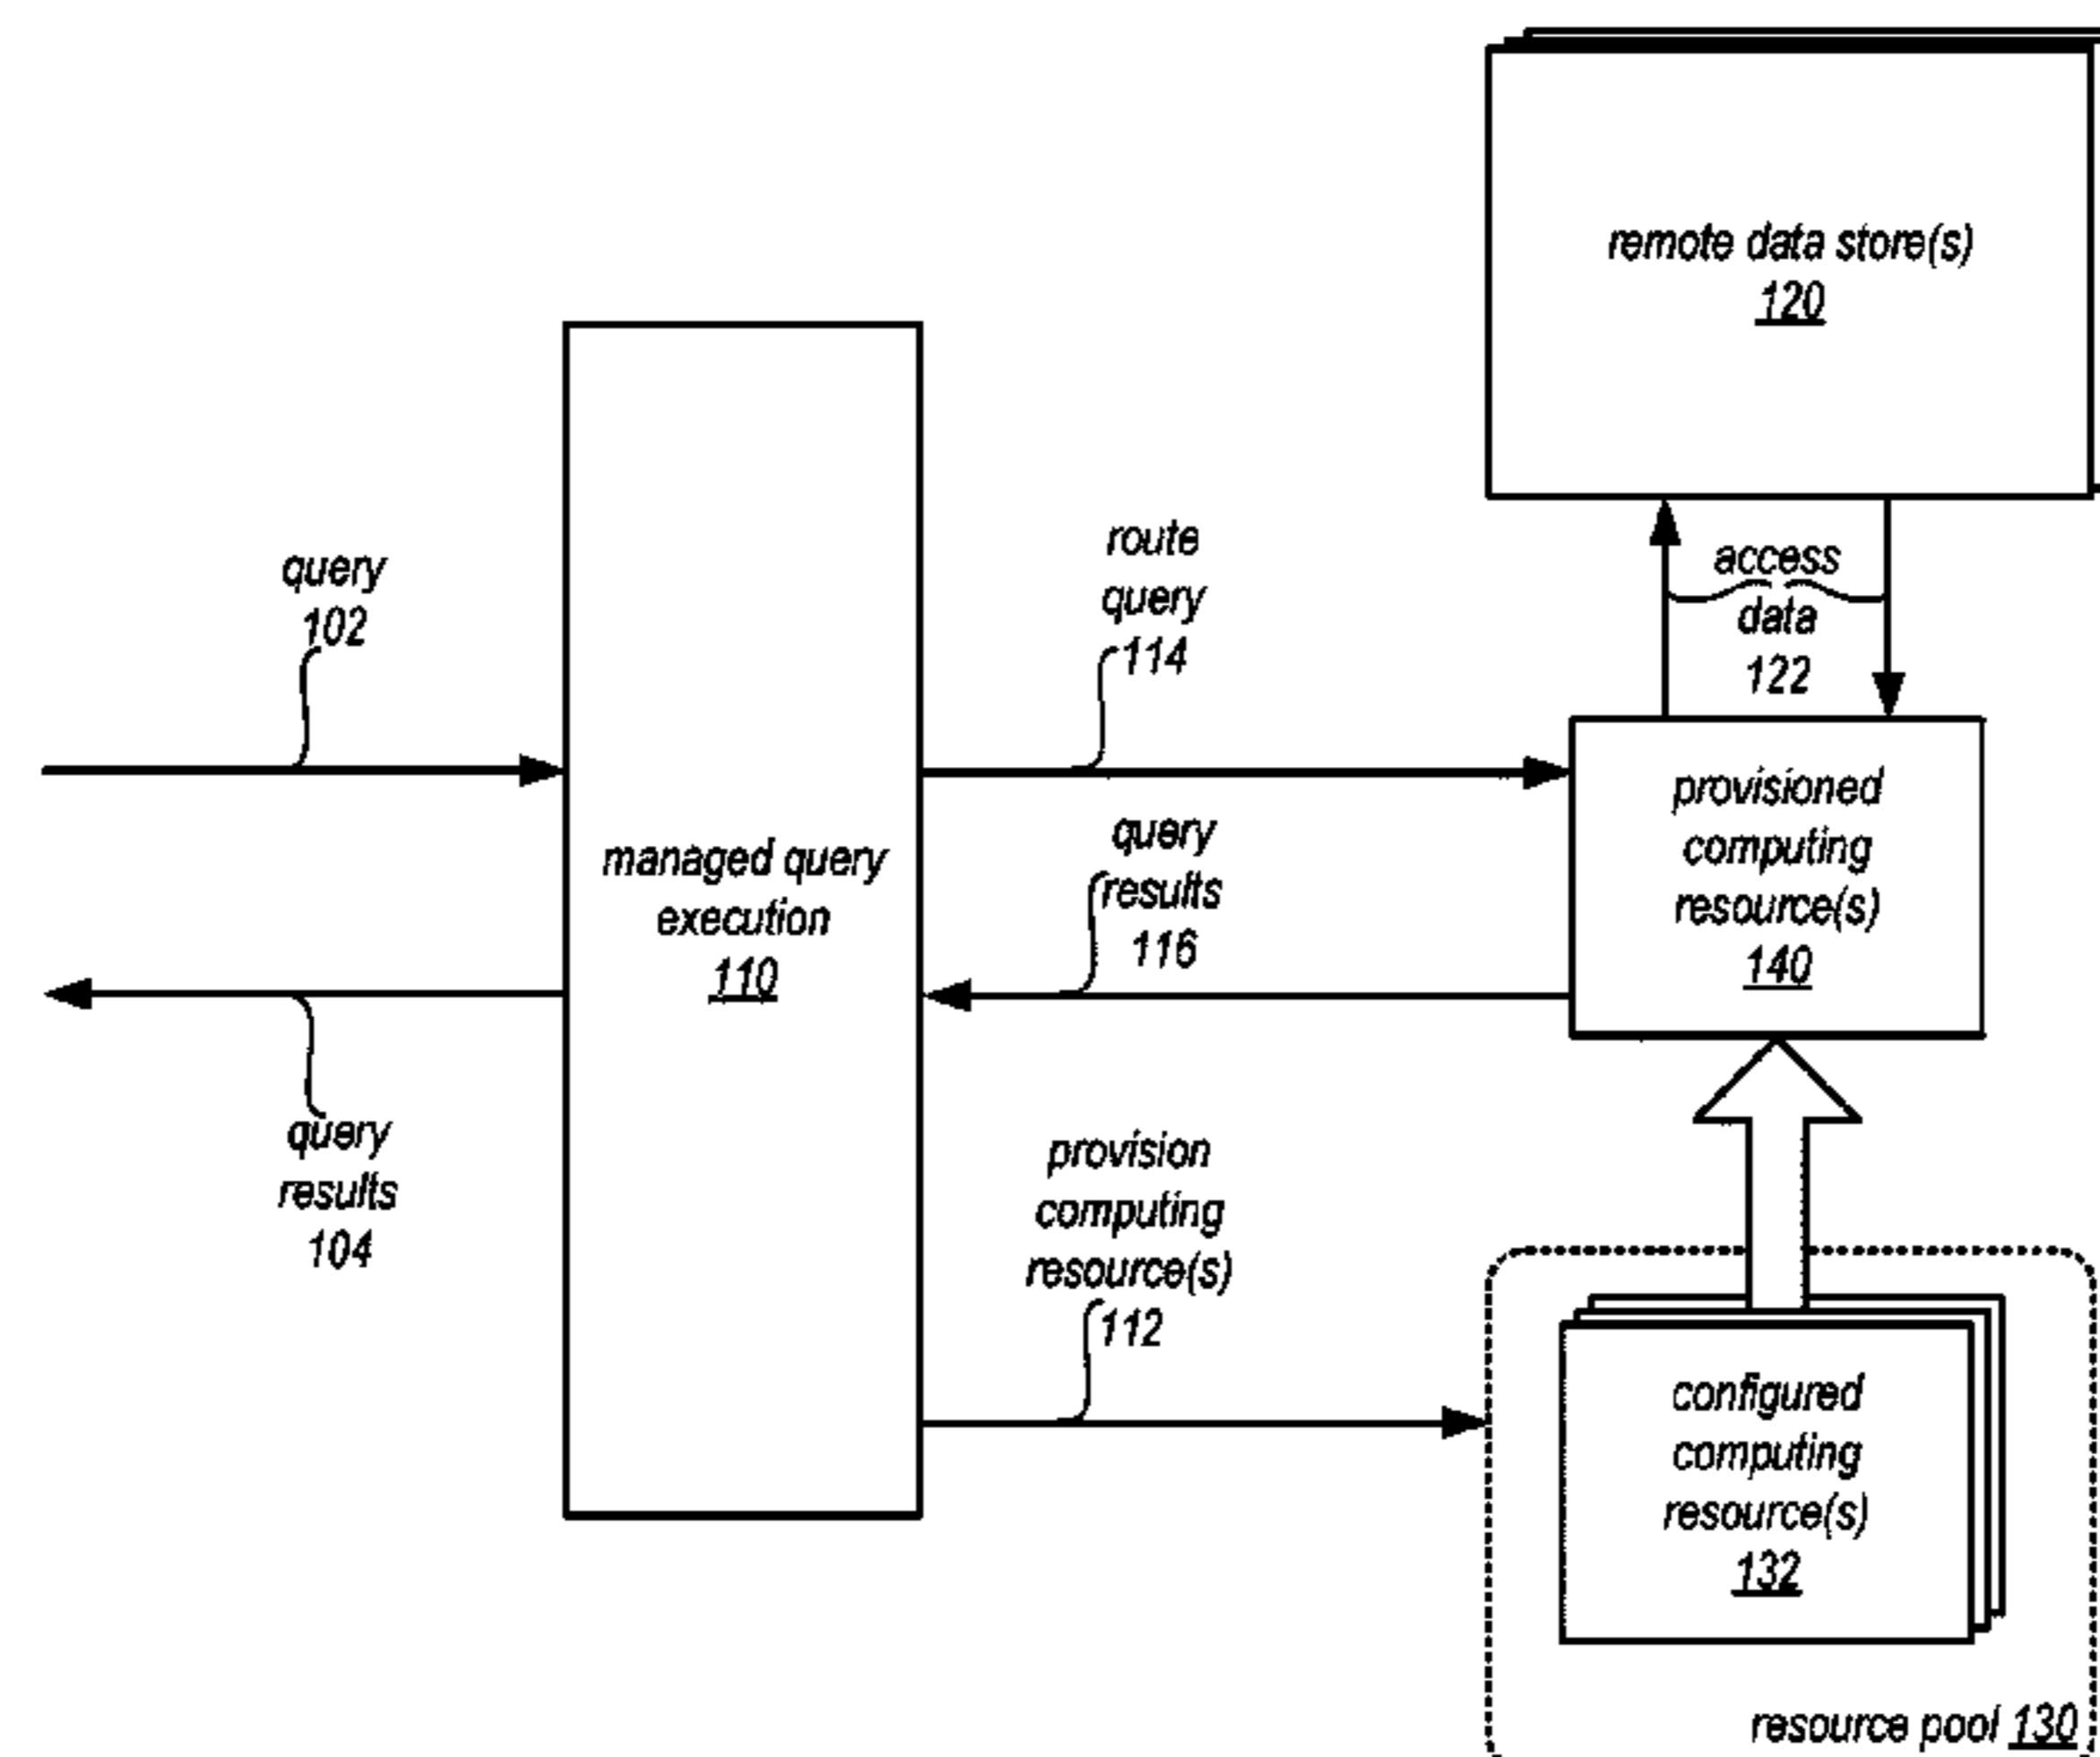 remote data store(s)
120
query
102
route
query
114
access
data
122
managed query
execution
110
query
results
116
provisioned
computing
resource(s)
140
query
results
104
provision
computing
resource(s)
112
configured
computing
resource(s)
132
resource pool 130